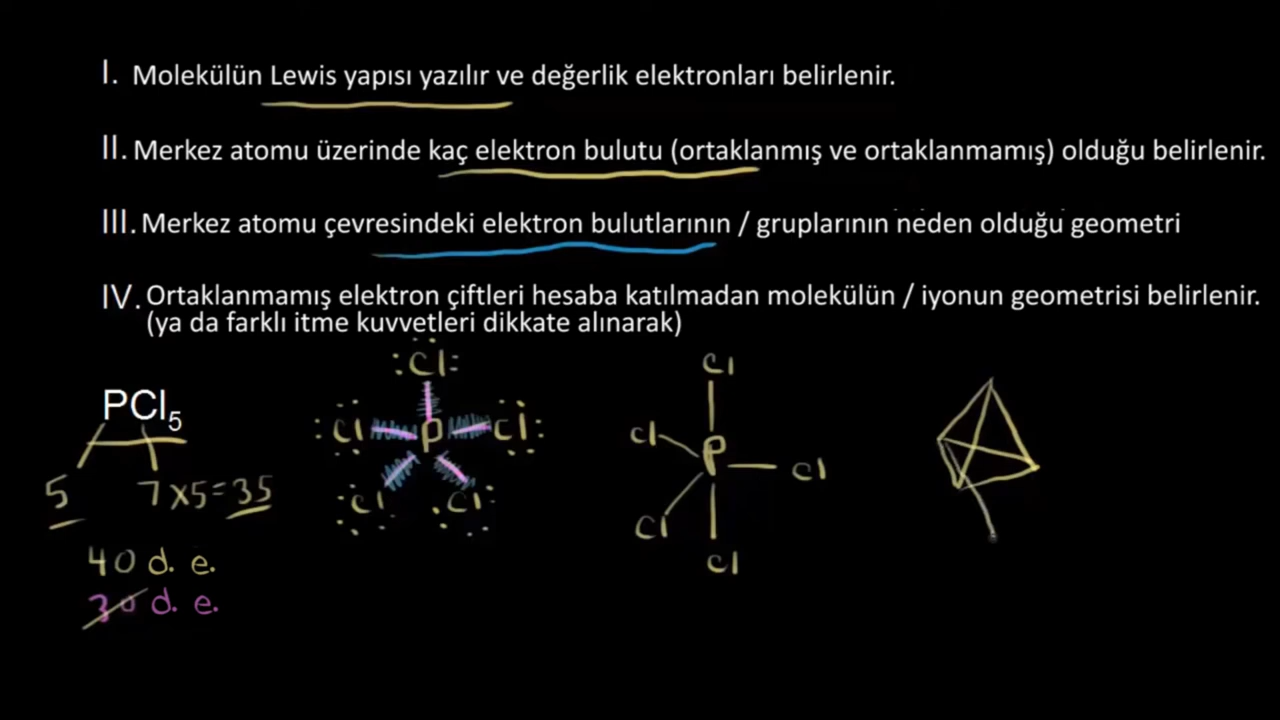 I. Molekülün Lewis yapısı yazılır ve değerlik elektronları belirlenir.
II. Merkez atomu üzerinde kaç elektron bulutu (ortaklanmış ve ortaklanmamış) olduğu belirlenir.
III. Merkez atomu çevresindeki elektron bulutlarının / gruplarının neden olduğu geometri
IV. Ortaklanmamış elektron çiftleri hesaba katılmadan molekülün / iyonun geometrisi belirlenir.
(ya da farklı itme kuvvetleri dikkate alınarak)
PCl₅
5 7x5=35
40 d. e.
30 d. e.
:Cl:
:Cl P Cl:
Cl Cl
Cl
Cl P Cl
Cl
Cl